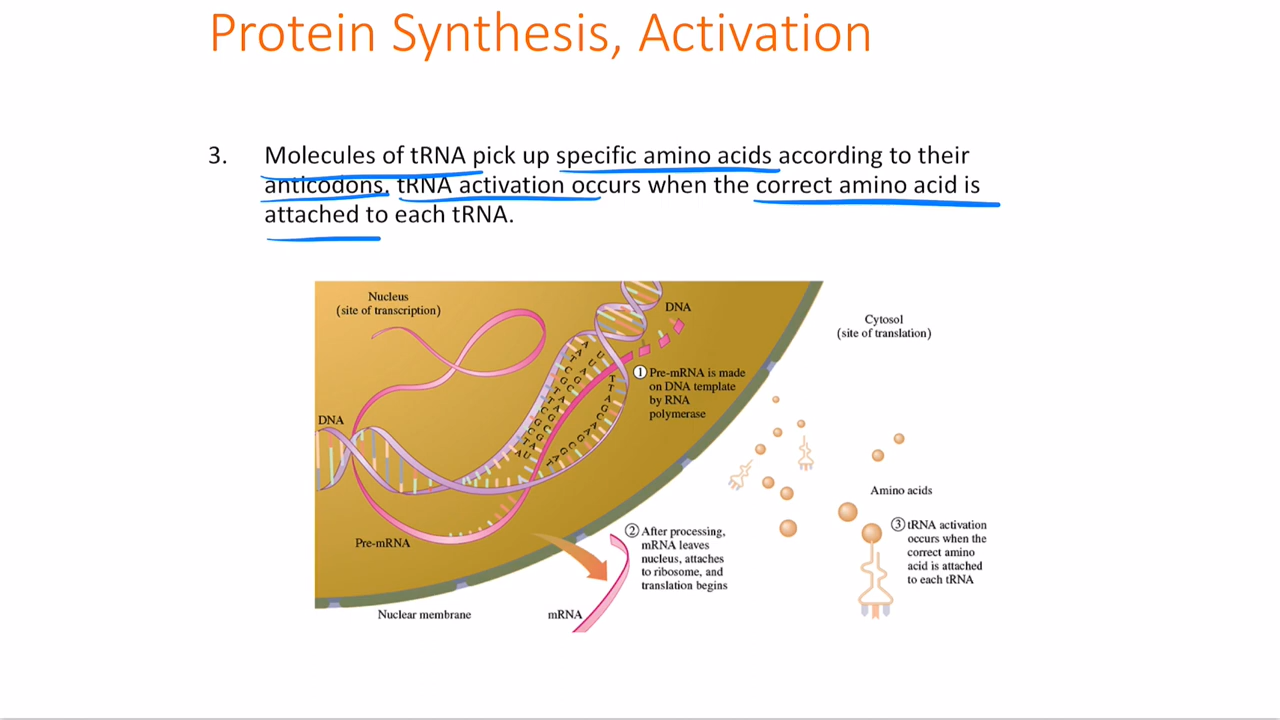 Protein Synthesis, Activation
3. Molecules of tRNA pick up specific amino acids according to their
anticodons. tRNA activation occurs when the correct amino acid is
attached to each tRNA.
Nucleus
(site of transcription)
DNA
Cytosol
(site of translation)
1 Pre-mRNA is made
on DNA template
by RNA
polymerase
DNA
Amino acids
3 tRNA activation
occurs when the
correct amino
acid is attached
to each tRNA
2 After processing,
mRNA leaves
nucleus, attaches
to ribosome, and
translation begins
Pre-mRNA
Nuclear membrane
mRNA